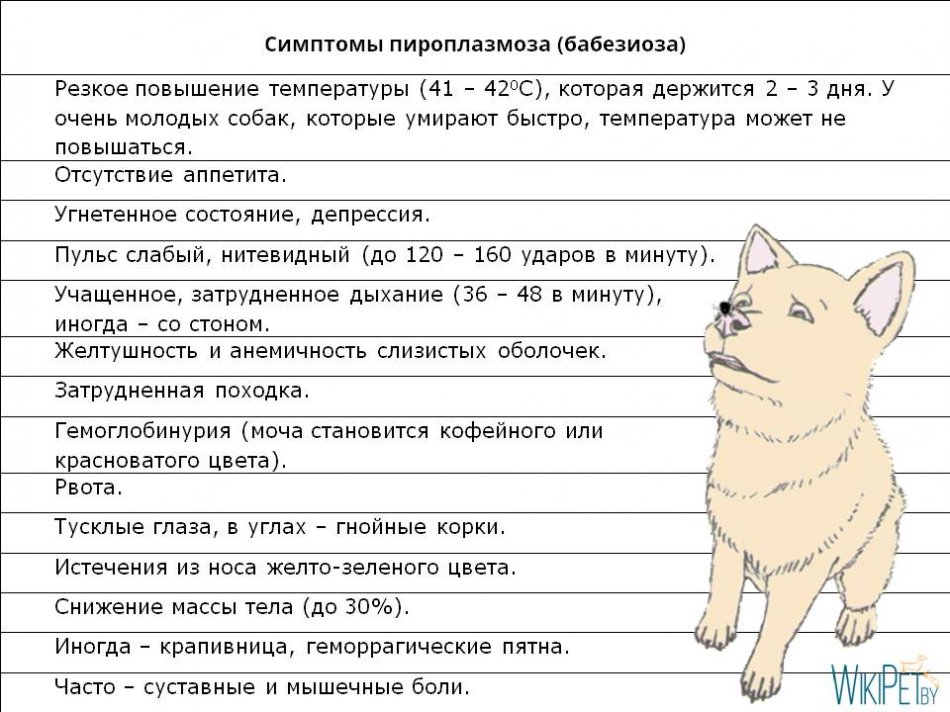 Симптомы пироплазмоза (бабезиоза)
Резкое повышение температуры (41 – 42⁰С), которая держится 2 – 3 дня. У
очень молодых собак, которые умирают быстро, температура может не
повышаться.
Отсутствие аппетита.
Угнетенное состояние, депрессия.
Пульс слабый, нитевидный (до 120 – 160 ударов в минуту).
Учащенное, затрудненное дыхание (36 – 48 в минуту),
иногда – со стоном.
Желтушность и анемичность слизистых оболочек.
Затрудненная походка.
Гемоглобинурия (моча становится кофейного или
красноватого цвета).
Рвота.
Тусклые глаза, в углах – гнойные корки.
Истечения из носа желто-зеленого цвета.
Снижение массы тела (до 30%).
Иногда – крапивница, геморрагические пятна.
Часто – суставные и мышечные боли.
WIKIPET.BY